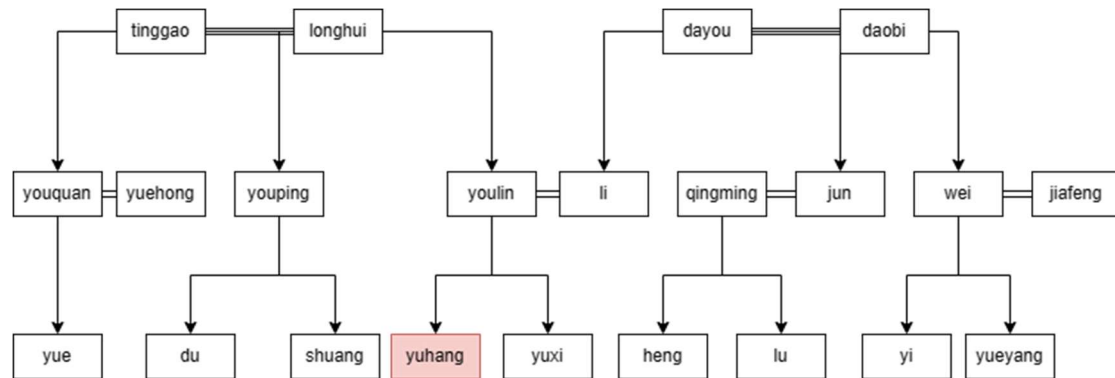 tinggao longhui dayou daobi
youquan yuehong youping youlin li qingming jun wei jiafeng
yue du shuang yuhang yuxi heng lu yi yueyang